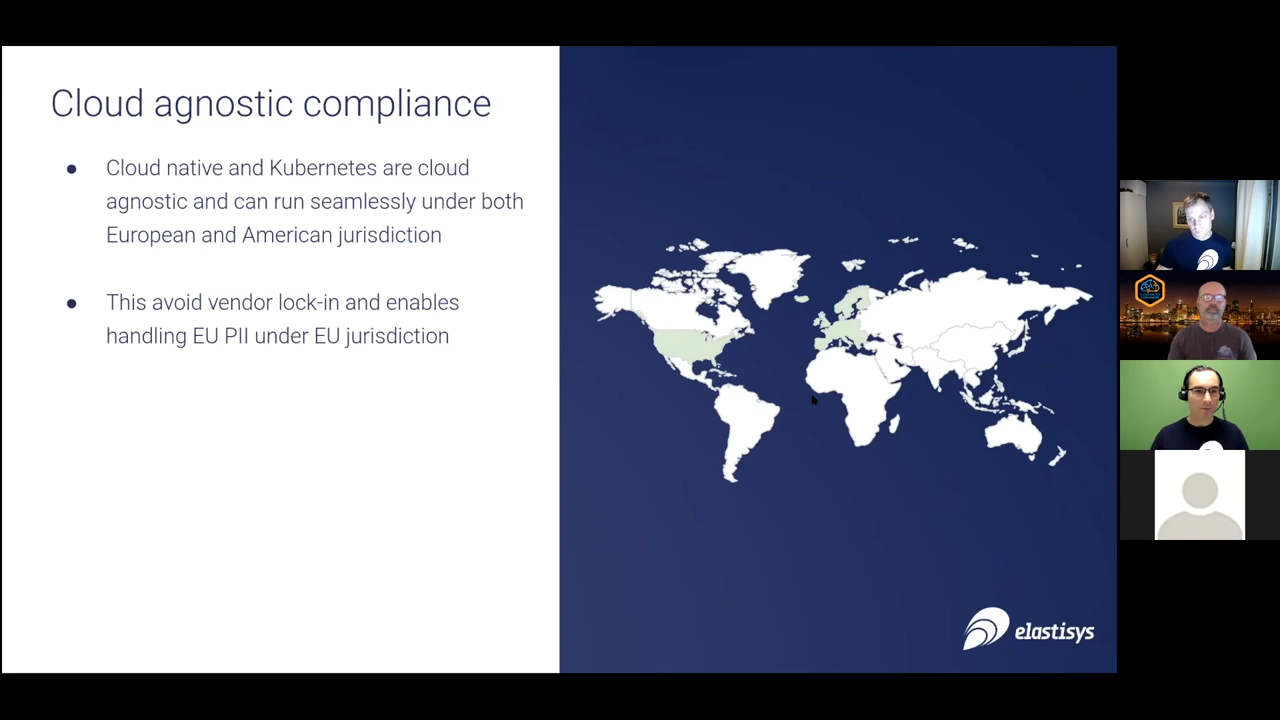 Cloud agnostic compliance
● Cloud native and Kubernetes are cloud
agnostic and can run seamlessly under both
European and American jurisdiction
● This avoid vendor lock-in and enables
handling EU PII under EU jurisdiction
elastisys